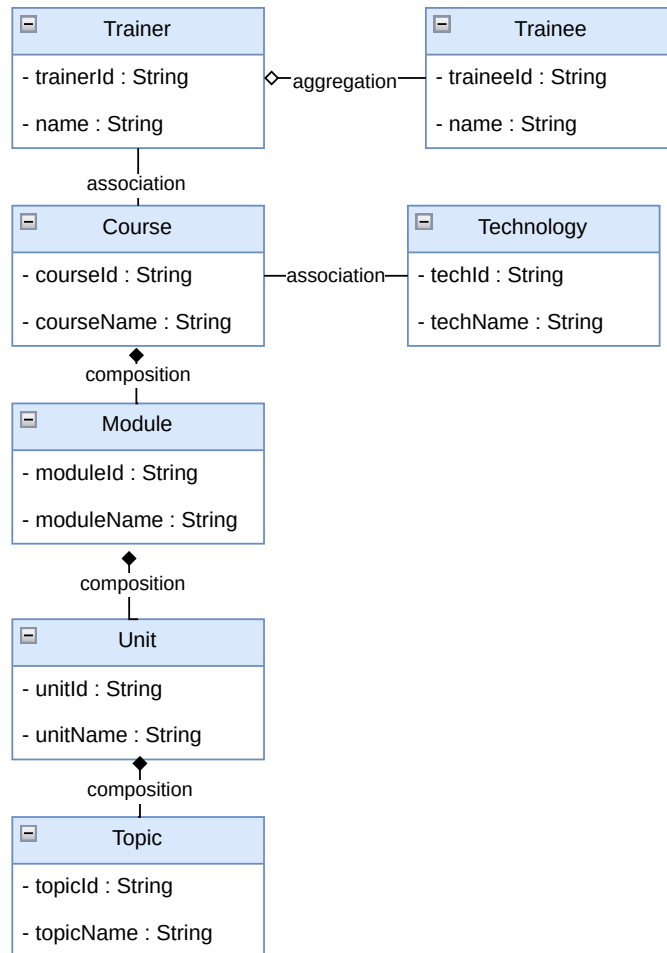 Trainer
- trainerId : String
- name : String
aggregation
Trainee
- traineeId : String
- name : String
association
Course
- courseId : String
- courseName : String
association
Technology
- techId : String
- techName : String
composition
Module
- moduleId : String
- moduleName : String
composition
Unit
- unitId : String
- unitName : String
composition
Topic
- topicId : String
- topicName : String